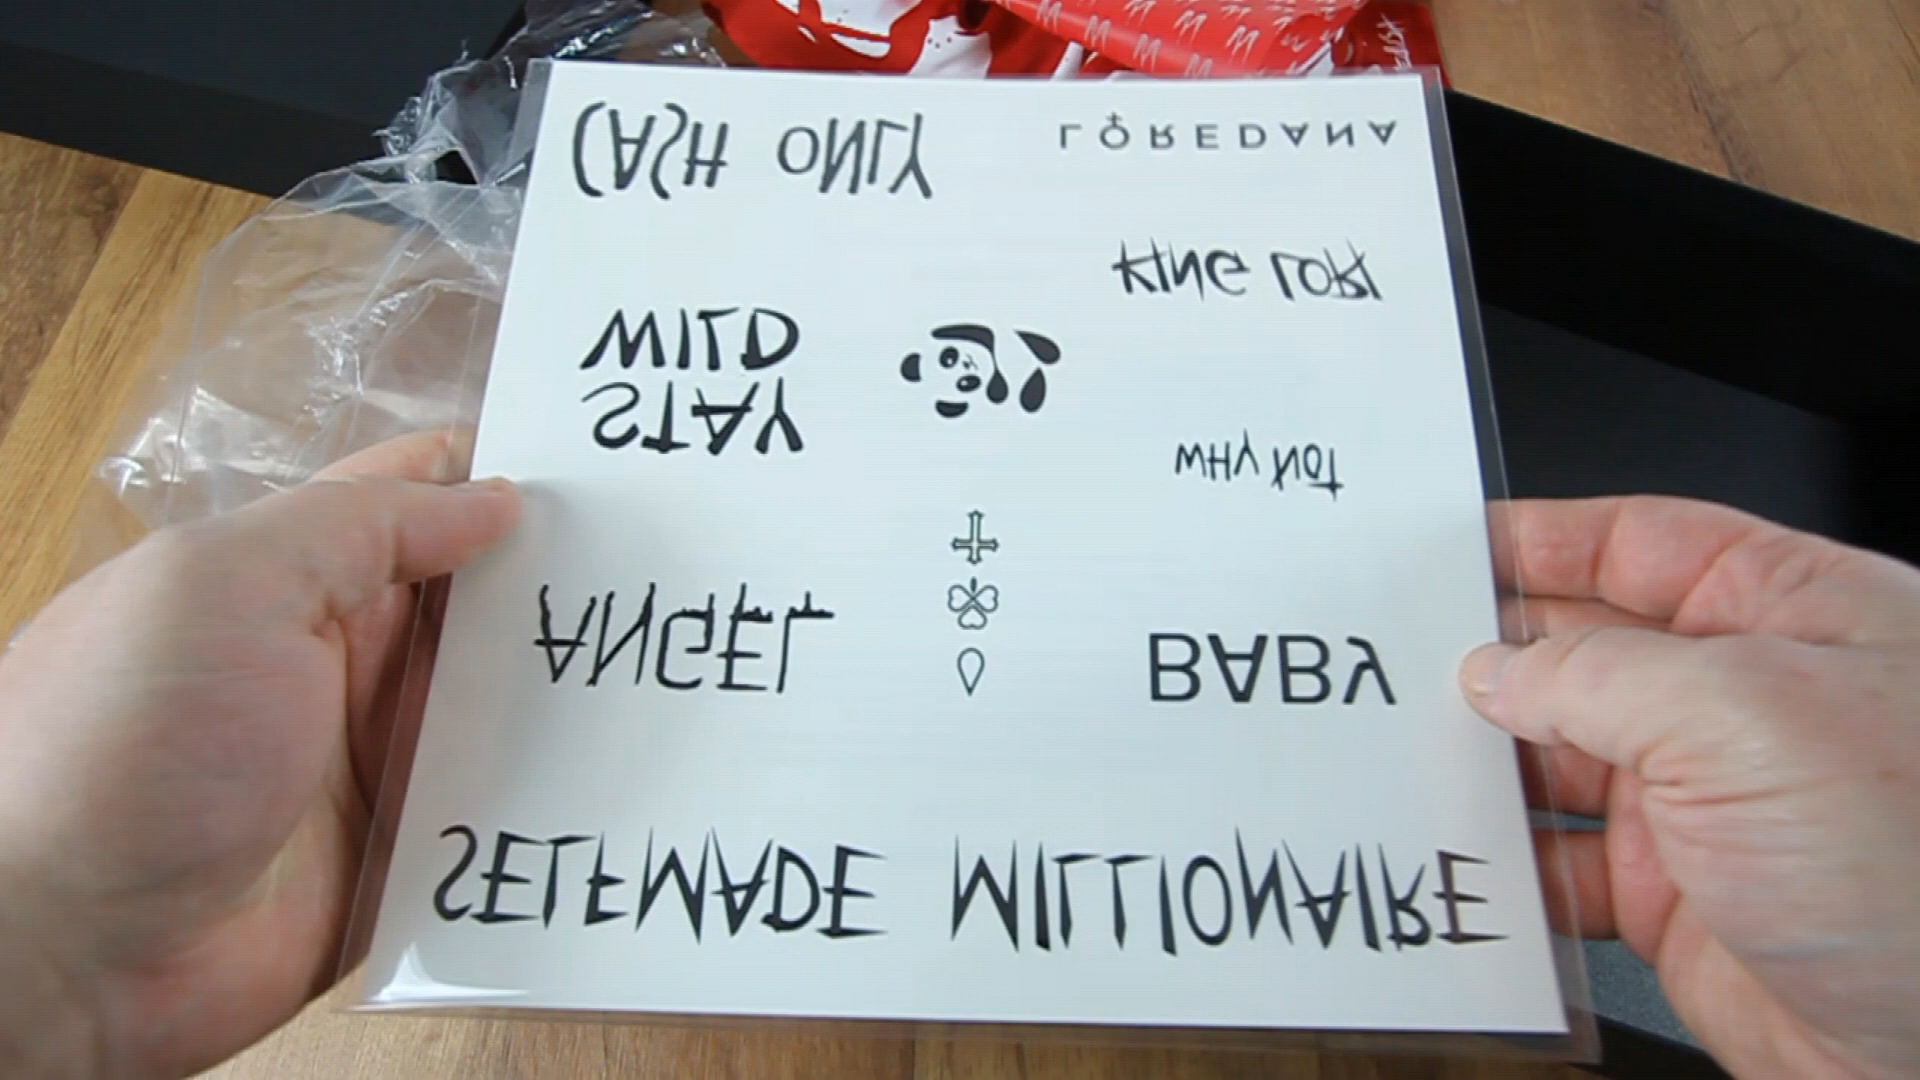 CASH ONLY
LOREDANA
KING LORI
STAY
WILD
WHY NOT
ANGEL
BABY
SELFMADE MILLIONAIRE